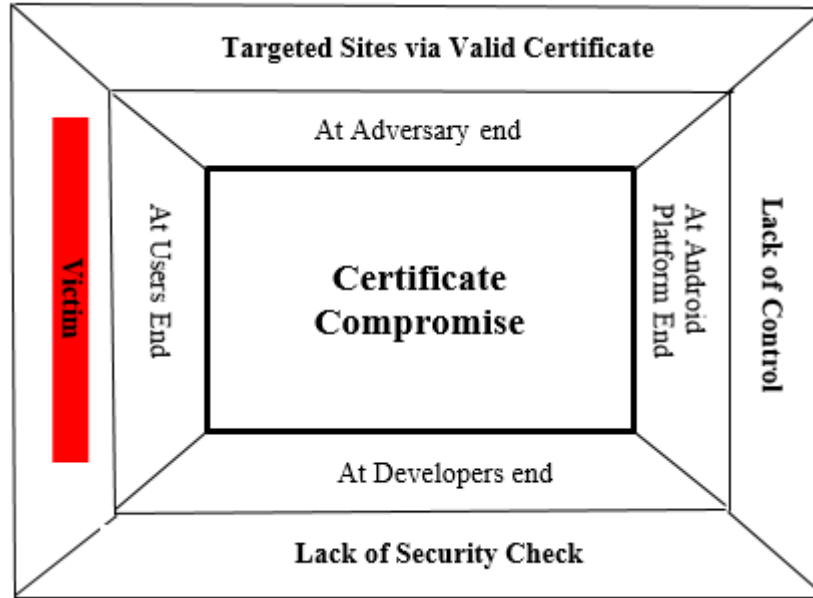 Targeted Sites via Valid Certificate
At Adversary end
Victim
At Users End
Certificate
Compromise
At Android
Platform End
Lack of Control
At Developers end
Lack of Security Check